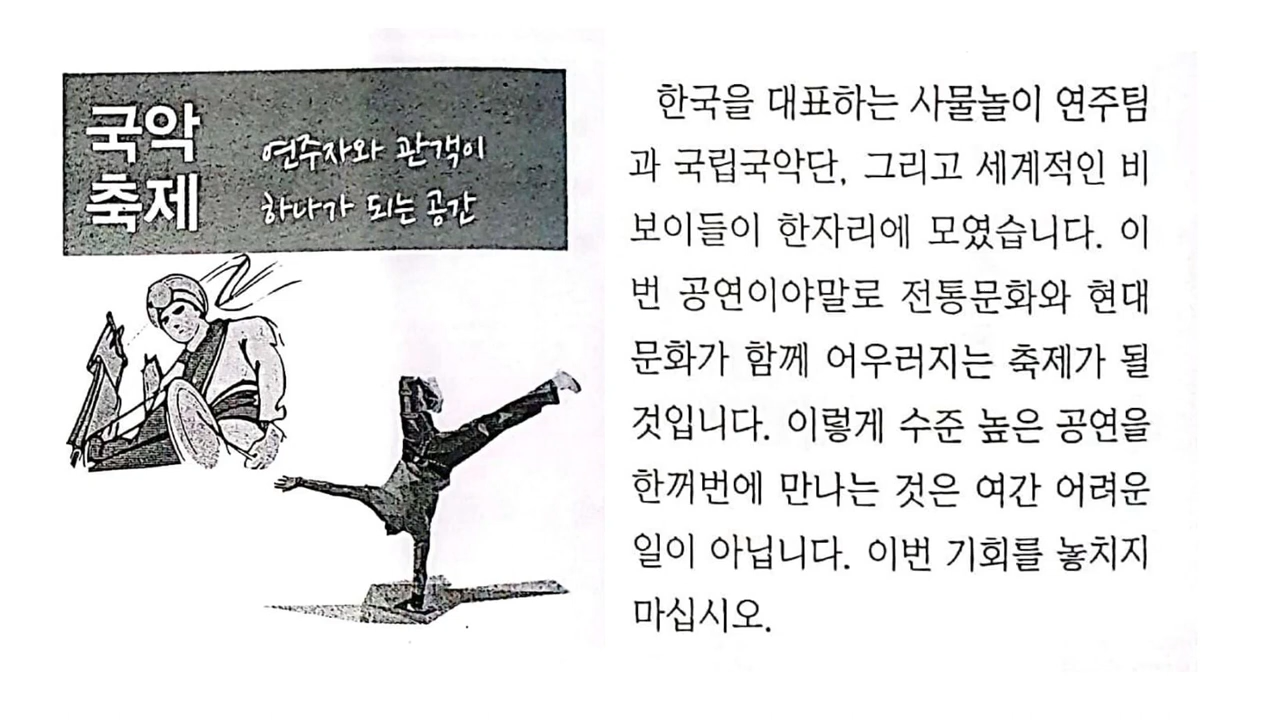 국악
축제
연주자와 관객이
하나가 되는 공간
한국을 대표하는 사물놀이 연주팀
과 국립국악단, 그리고 세계적인 비
보이들이 한자리에 모였습니다. 이
번 공연이야말로 전통문화와 현대
문화가 함께 어우러지는 축제가 될
것입니다. 이렇게 수준 높은 공연을
한꺼번에 만나는 것은 여간 어려운
일이 아닙니다. 이번 기회를 놓치지
마십시오.